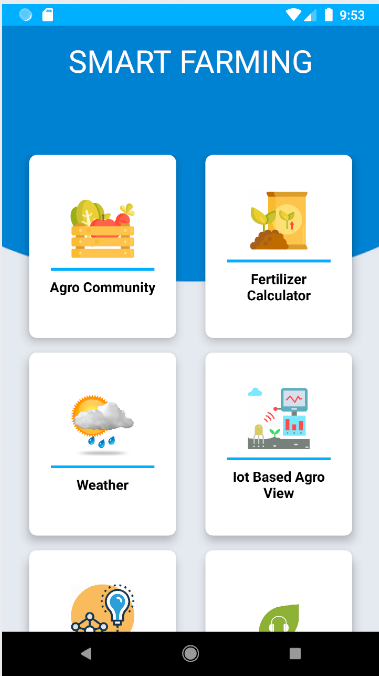 9:53
SMART FARMING
Agro Community
Fertilizer
Calculator
Weather
Iot Based Agro
View